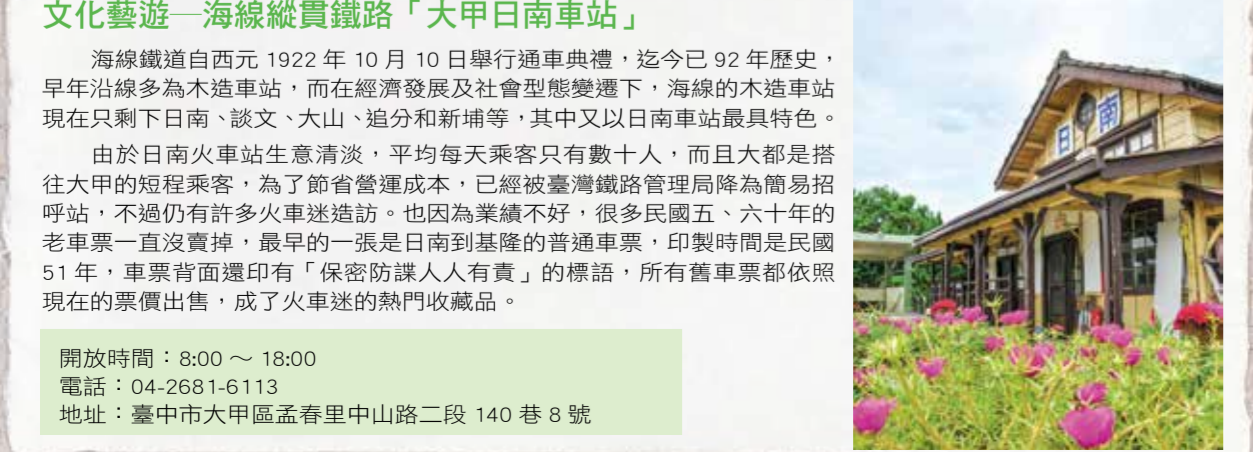 文化藝遊─海線縱貫鐵路「大甲日南車站」
海線鐵道自西元 1922 年 10 月 10 日舉行通車典禮，迄今已 92 年歷史，
早年沿線多為木造車站，而在經濟發展及社會型態變遷下，海線的木造車站
現在只剩下日南、談文、大山、追分和新埔等，其中又以日南車站最具特色。
由於日南火車站生意清淡，平均每天乘客只有數十人，而且大都是搭
往大甲的短程乘客，為了節省營運成本，已經被臺灣鐵路管理局降為簡易招
呼站，不過仍有許多火車迷造訪。也因為業績不好，很多民國五、六十年的
老車票一直沒賣掉，最早的一張是日南到基隆的普通車票，印製時間是民國
51 年，車票背面還印有「保密防諜人人有責」的標語，所有舊車票都依照
現在的票價出售，成了火車迷的熱門收藏品。
開放時間：8:00 ～ 18:00
電話：04-2681-6113
地址：臺中市大甲區孟春里中山路二段 140 巷 8 號
日南